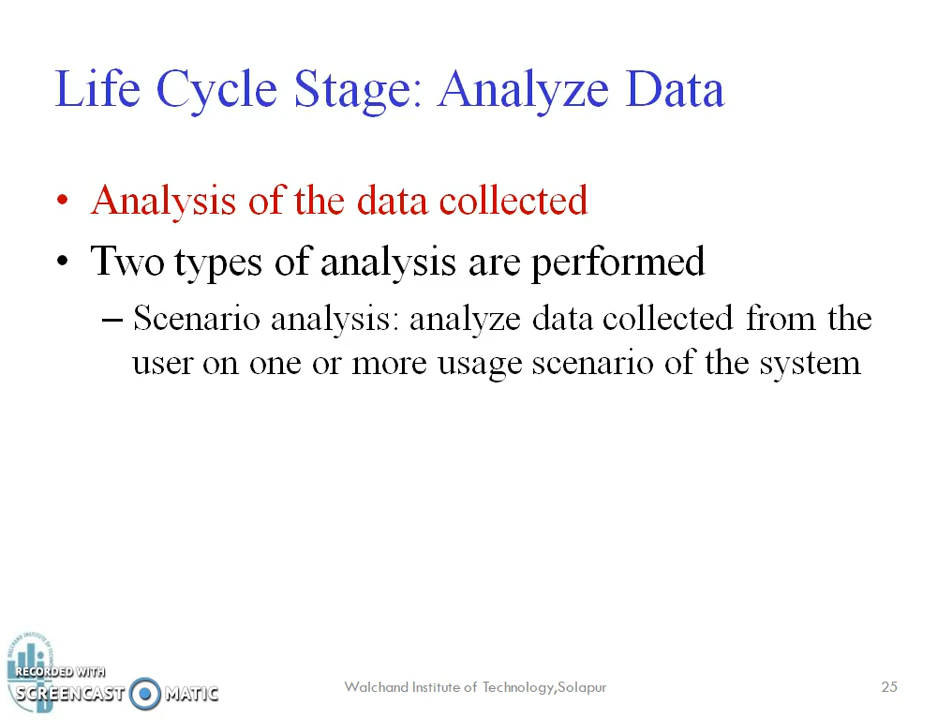 Life Cycle Stage: Analyze Data
• Analysis of the data collected
• Two types of analysis are performed
– Scenario analysis: analyze data collected from the
user on one or more usage scenario of the system
RECORDED WITH
SCREENCAST MATIC
Walchand Institute of Technology,Solapur
25